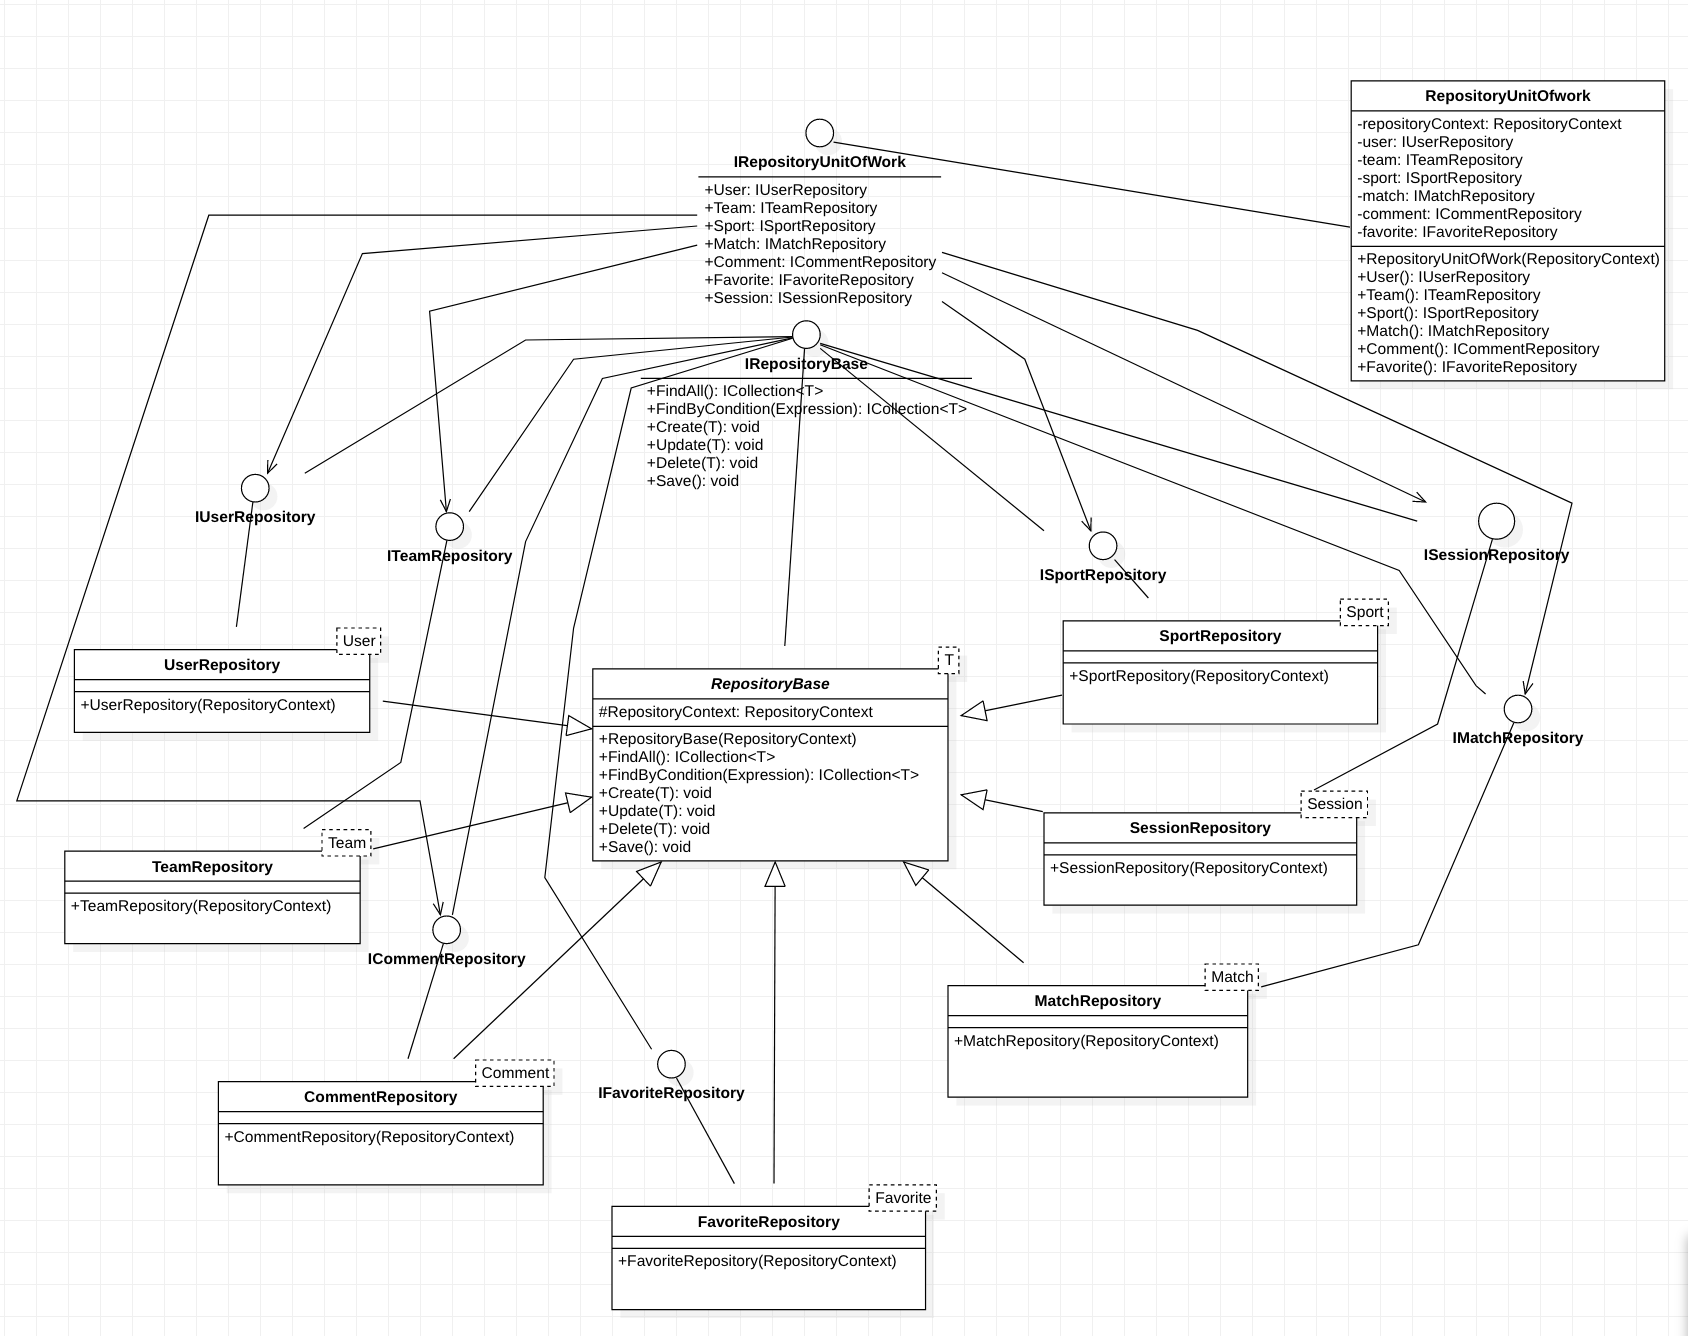 RepositoryUnitOfwork
-repositoryContext: RepositoryContext
-user: IUserRepository
-team: ITeamRepository
-sport: ISportRepository
-match: IMatchRepository
-comment: ICommentRepository
-favorite: IFavoriteRepository
+RepositoryUnitOfWork(RepositoryContext)
+User(): IUserRepository
+Team(): ITeamRepository
+Sport(): ISportRepository
+Match(): IMatchRepository
+Comment(): ICommentRepository
+Favorite(): IFavoriteRepository
IRepositoryUnitOfWork
+User: IUserRepository
+Team: ITeamRepository
+Sport: ISportRepository
+Match: IMatchRepository
+Comment: ICommentRepository
+Favorite: IFavoriteRepository
+Session: ISessionRepository
IRepositoryBase
+FindAll(): ICollection<T>
+FindByCondition(Expression): ICollection<T>
+Create(T): void
+Update(T): void
+Delete(T): void
+Save(): void
IUserRepository
ITeamRepository
ISportRepository
ISessionRepository
User
UserRepository
+UserRepository(RepositoryContext)
T
RepositoryBase
#RepositoryContext: RepositoryContext
+RepositoryBase(RepositoryContext)
+FindAll(): ICollection<T>
+FindByCondition(Expression): ICollection<T>
+Create(T): void
+Update(T): void
+Delete(T): void
+Save(): void
Sport
SportRepository
+SportRepository(RepositoryContext)
IMatchRepository
Session
SessionRepository
+SessionRepository(RepositoryContext)
Team
TeamRepository
+TeamRepository(RepositoryContext)
ICommentRepository
Match
MatchRepository
+MatchRepository(RepositoryContext)
Comment
CommentRepository
+CommentRepository(RepositoryContext)
IFavoriteRepository
Favorite
FavoriteRepository
+FavoriteRepository(RepositoryContext)